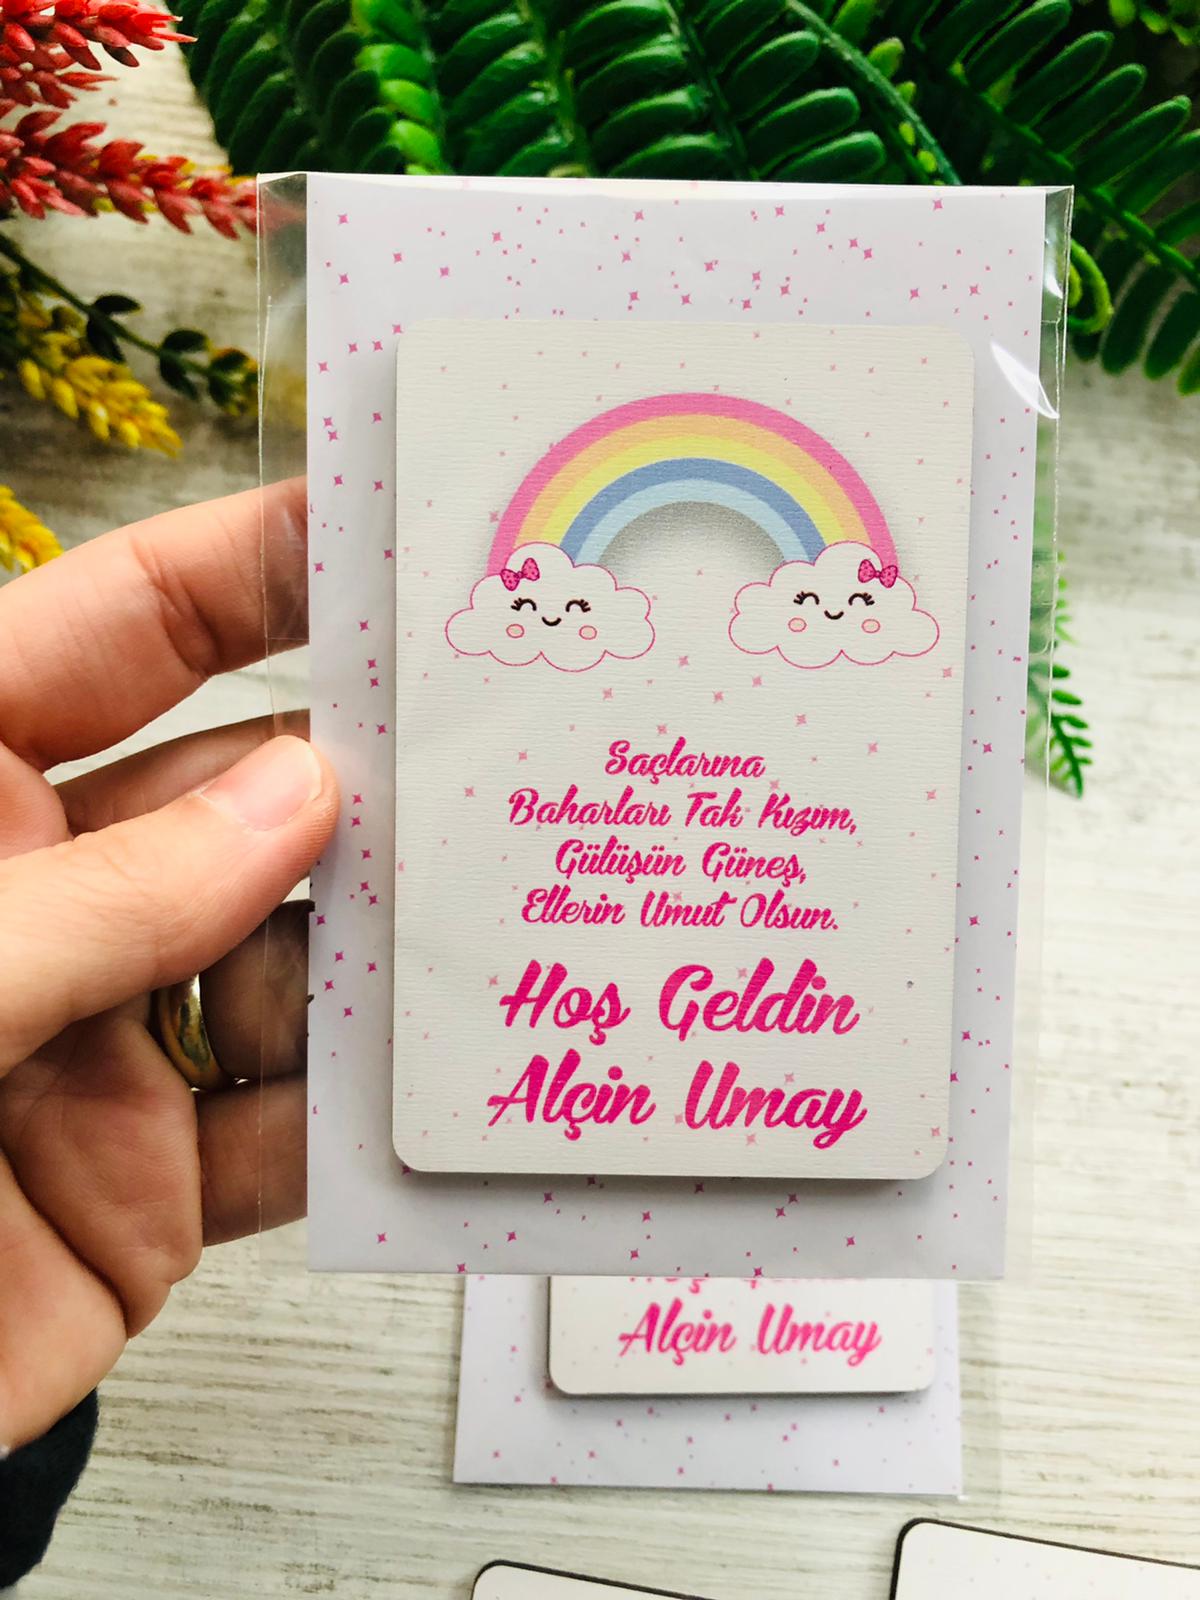 Saçlarına
Baharları Tak Kızım,
Gülüşün Güneş,
Ellerin Umut Olsun.
Hoş Geldin
Alçin Umay
Alçin Umay